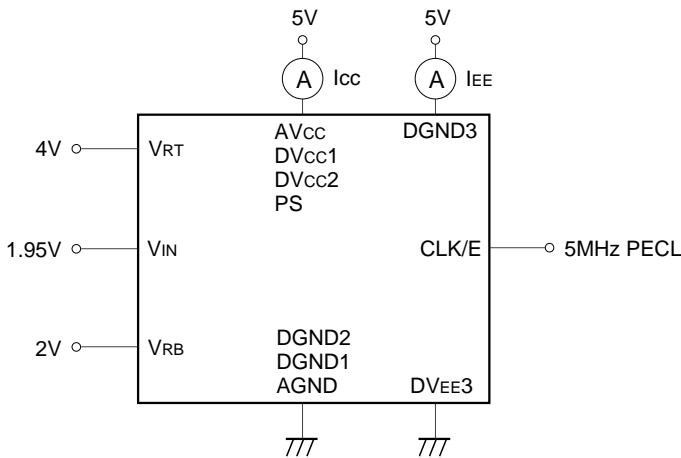 5V 5V
A ICC A IEE
AVCC DGND3
4V VRT DVCC1
DVCC2
PS
1.95V VIN CLK/E 5MHz PECL
DGND2
2V VRB DGND1
AGND DVEE3